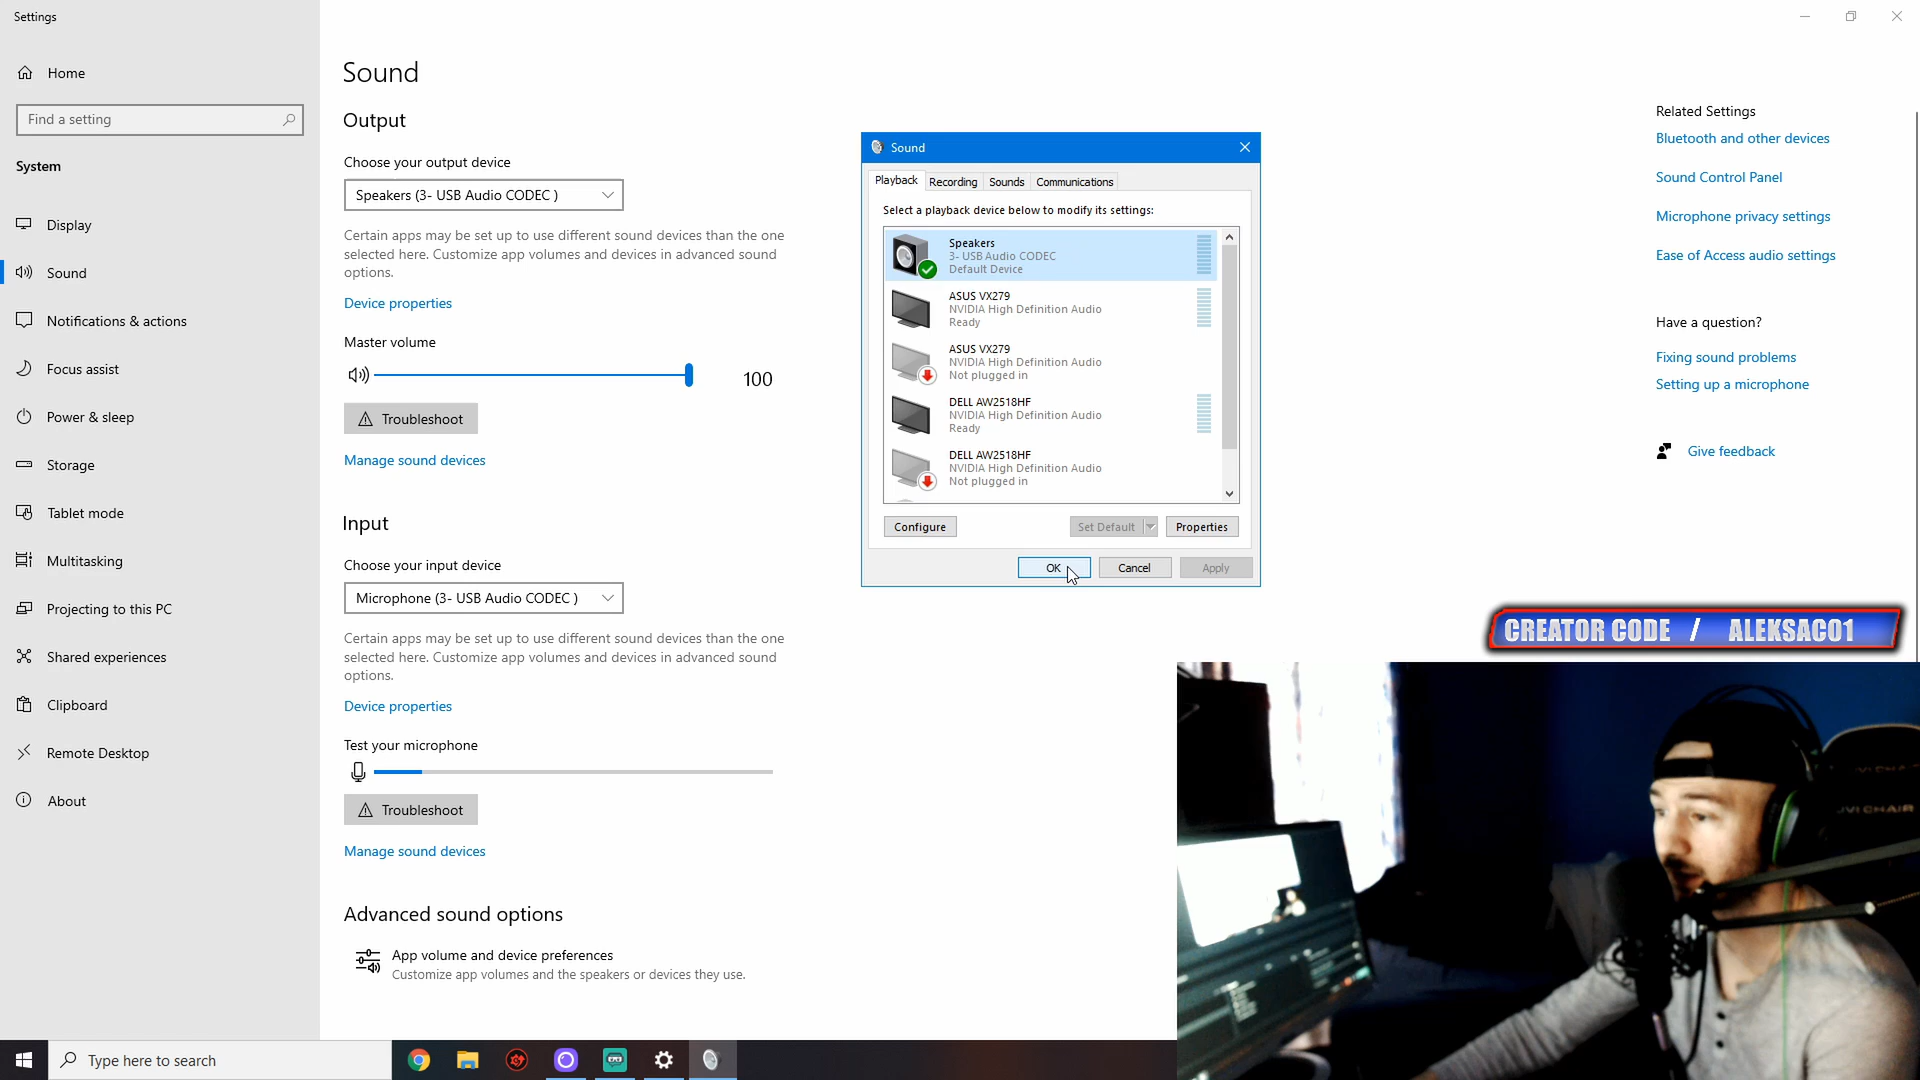 Settings
Home
Find a setting
System
Display
Sound
Notifications & actions
Focus assist
Power & sleep
Storage
Tablet mode
Multitasking
Projecting to this PC
Shared experiences
Clipboard
Remote Desktop
About
Sound
Output
Choose your output device
Speakers (3- USB Audio CODEC )
Certain apps may be set up to use different sound devices than the one
selected here. Customize app volumes and devices in advanced sound
options.
Device properties
Master volume
100
Troubleshoot
Manage sound devices
Input
Choose your input device
Microphone (3- USB Audio CODEC )
Certain apps may be set up to use different sound devices than the one
selected here. Customize app volumes and devices in advanced sound
options.
Device properties
Test your microphone
Troubleshoot
Manage sound devices
Advanced sound options
App volume and device preferences
Customize app volumes and the speakers or devices they use.
Sound
Playback Recording Sounds Communications
Select a playback device below to modify its settings:
Speakers
3- USB Audio CODEC
Default Device
ASUS VX279
NVIDIA High Definition Audio
Ready
ASUS VX279
NVIDIA High Definition Audio
Not plugged in
DELL AW2518HF
NVIDIA High Definition Audio
Ready
DELL AW2518HF
NVIDIA High Definition Audio
Not plugged in
Configure Set Default Properties
OK Cancel Apply
Related Settings
Bluetooth and other devices
Sound Control Panel
Microphone privacy settings
Ease of Access audio settings
Have a question?
Fixing sound problems
Setting up a microphone
Give feedback
CREATOR CODE / ALEKSACO1
Type here to search